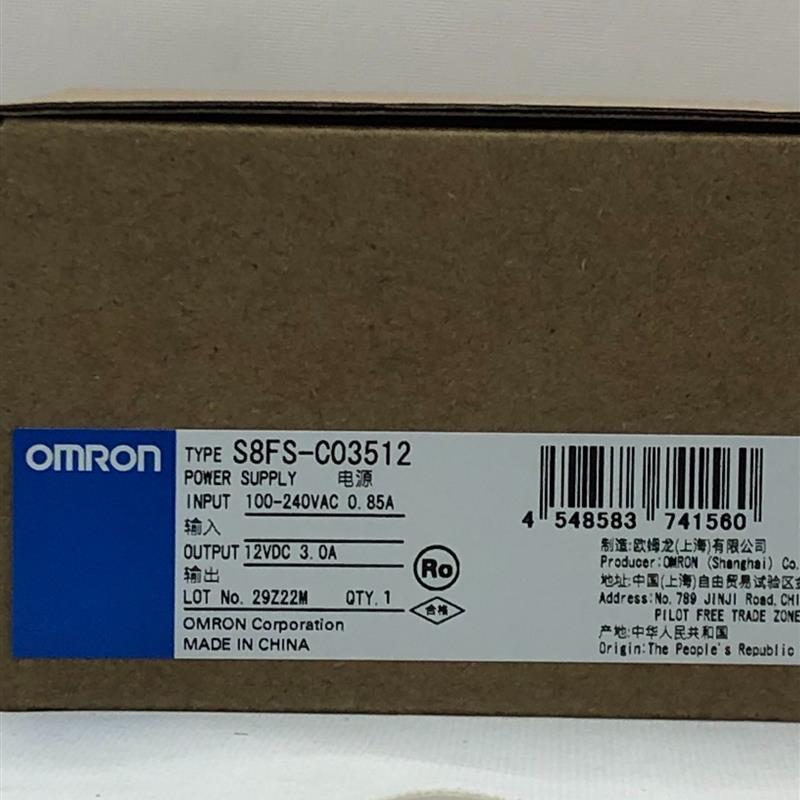 OMRON
TYPE S8FS-C03512
POWER SUPPLY 电源
INPUT 100-240VAC 0.85A
输入
OUTPUT 12VDC 3.0A
输出
LOT No. 29Z22M QTY.1
OMRON Corporation
MADE IN CHINA
Ro
合格
4 548583 741560
制造:欧姆龙(上海)有限公司
Producer:OMRON (Shanghai) Co.
地址:中国(上海)自由贸易试验区
Address:No.789 JINJI Road,CHI
PILOT FREE TRADE ZONE
产地:中华人民共和国
Origin:The People's Republic